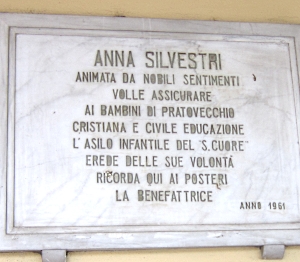 ANNA SILVESTRI
ANIMATA DA NOBILI SENTIMENTI
VOLLE ASSICURARE
AI BAMBINI DI PRATOVECCHIO
CRISTIANA E CIVILE EDUCAZIONE
L'ASILO INFANTILE DEL "S. CUORE"
EREDE DELLE SUE VOLONTÁ
RICORDA QUI AI POSTERI
LA BENEFATTRICE
ANNO 1961